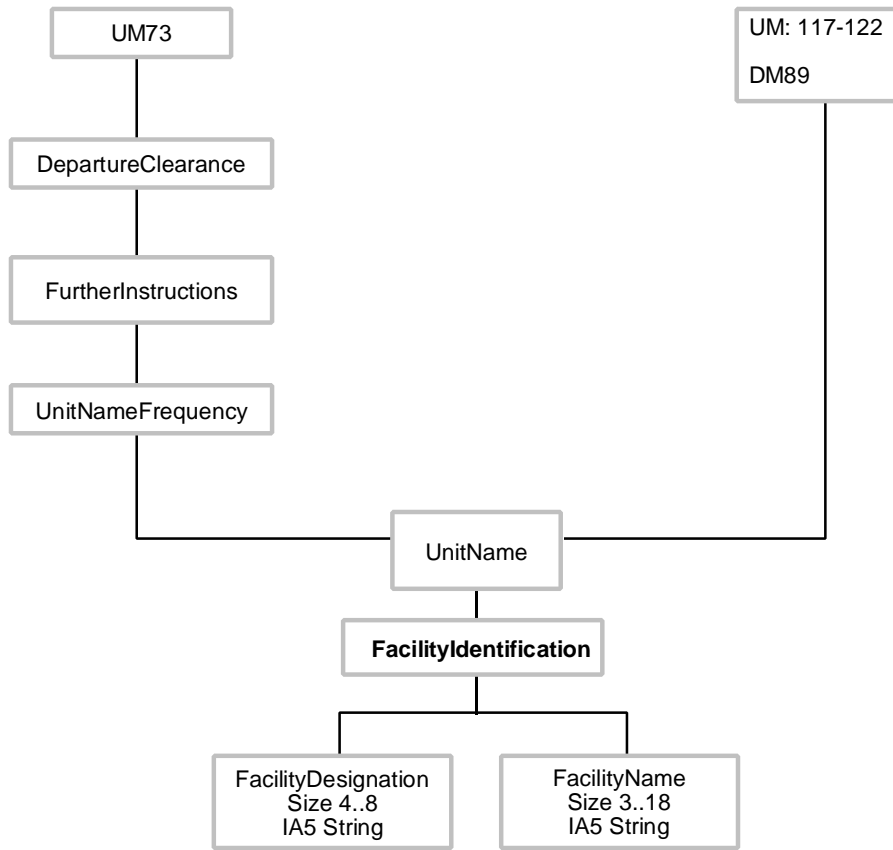 UM73
UM: 117-122
DM89
DepartureClearance
FurtherInstructions
UnitNameFrequency
UnitName
FacilityIdentification
FacilityDesignation
Size 4..8
IA5 String
FacilityName
Size 3..18
IA5 String